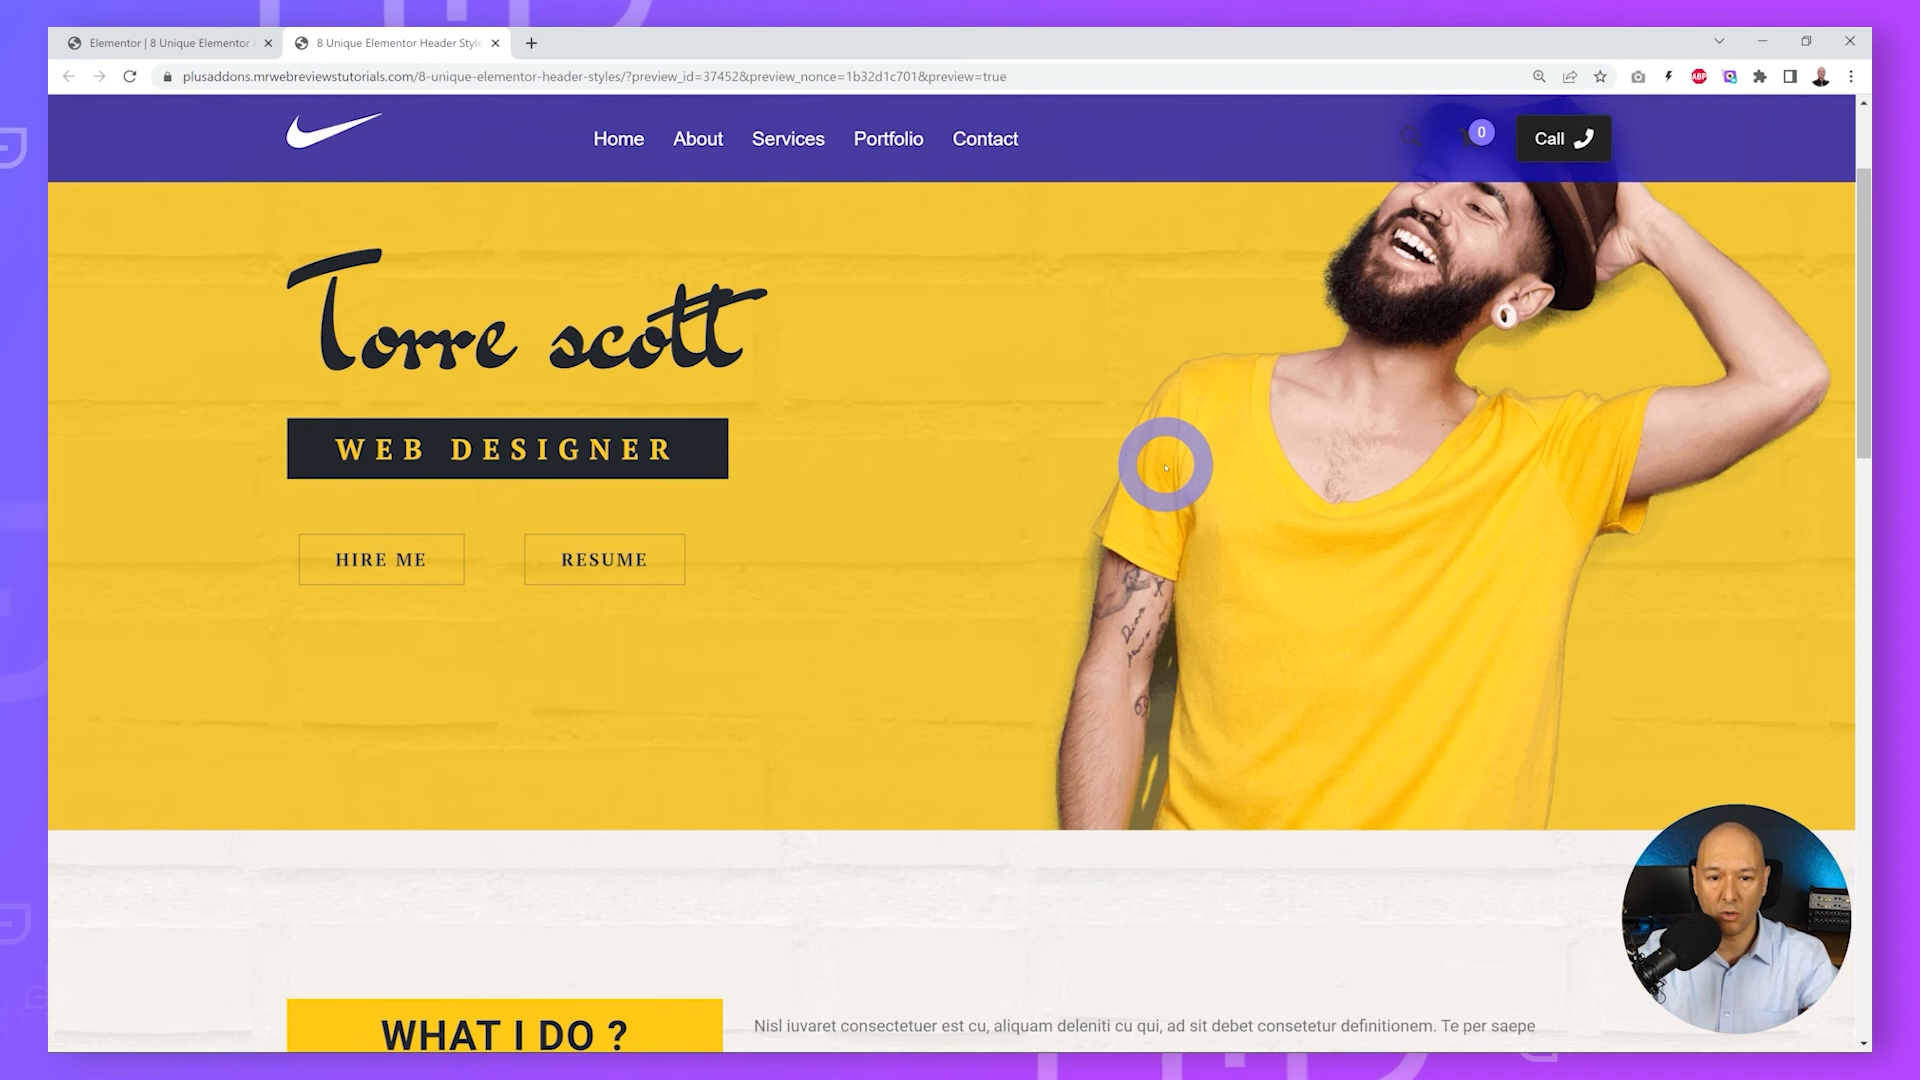 Elementor | 8 Unique Elementor
8 Unique Elementor Header Style
plusaddons.mrwebreviewstutorials.com/8-unique-elementor-header-styles/?preview_id=37452&preview_nonce=1b32d1c701&preview=true
ABP
Home
About
Services
Portfolio
Contact
0
Call
Torre scott
WEB DESIGNER
HIRE ME
RESUME
WHAT I DO ?
Nisl iuvaret consectetuer est cu, aliquam deleniti cu qui, ad sit debet consetetur definitionem. Te per saepe